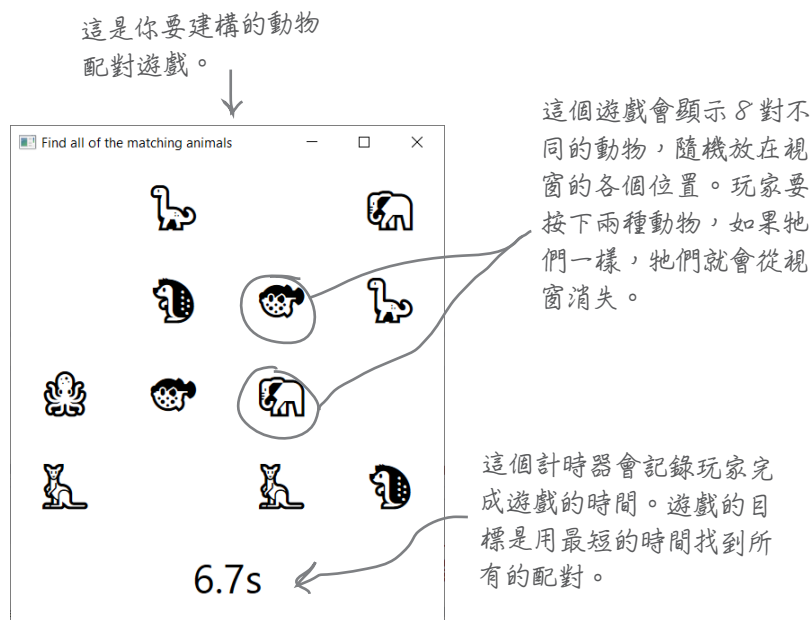 這是你要建構的動物
配對遊戲。
Find all of the matching animals
這個遊戲會顯示 8 對不
同的動物，隨機放在視
窗的各個位置。玩家要
按下兩種動物，如果牠
們一樣，牠們就會從視
窗消失。
這個計時器會記錄玩家完
成遊戲的時間。遊戲的目
標是用最短的時間找到所
有的配對。
6.7s